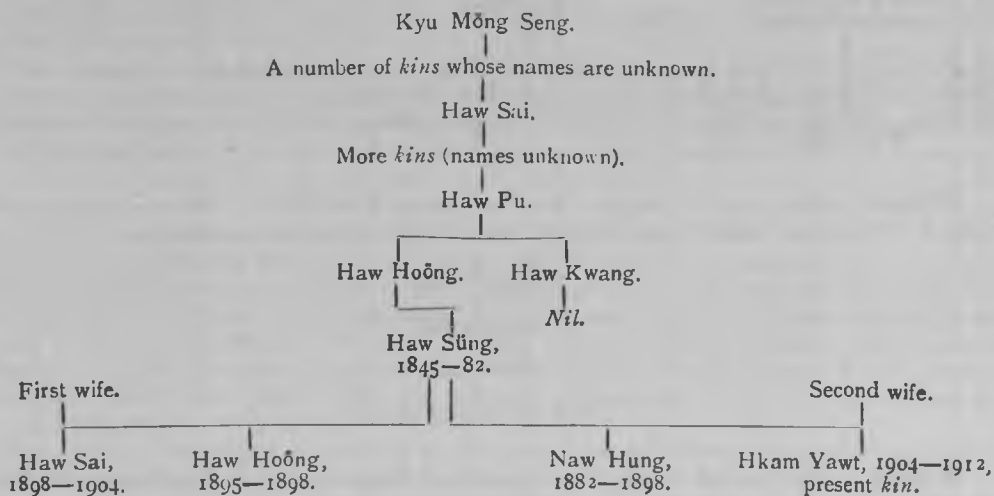 Kyu Mōng Seng.
A number of kins whose names are unknown.
Haw Sai.
More kins (names unknown).
Haw Pu.
Haw Hoōng. Haw Kwang.
Nil.
Haw Süng,
1845—82.
First wife. Second wife.
Haw Sai, Haw Hoōng, Naw Hung, Hkam Yawt, 1904—1912,
1898—1904. 1895—1898. 1882—1898. present kin.